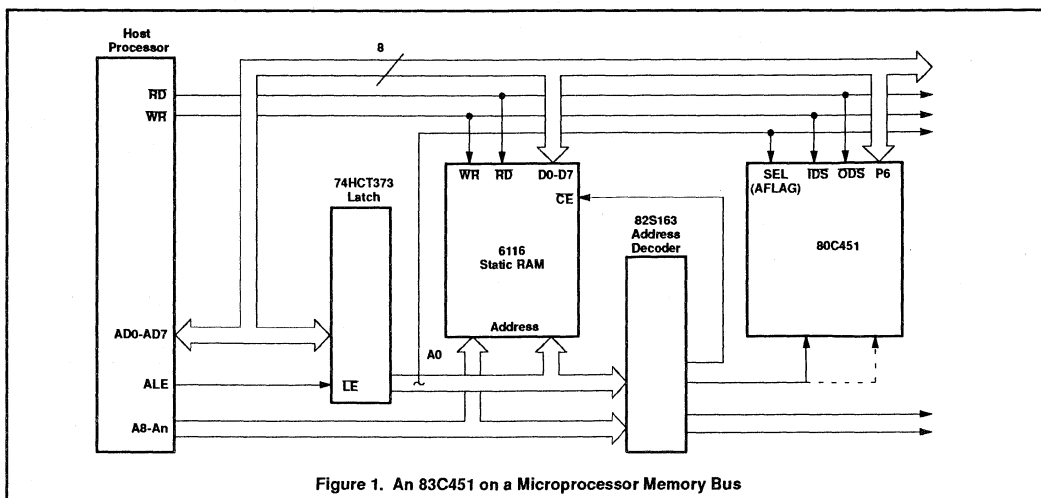 Host
Processor
8
RD
WR
WR RD D0-D7
CE
SEL
(AFLAG)
IDS ODS P6
74HCT373
Latch
82S163
Address
Decoder
6116
Static RAM
80C451
AD0-AD7
Address
A0
ALE
LE
A8-An
Figure 1. An 83C451 on a Microprocessor Memory Bus